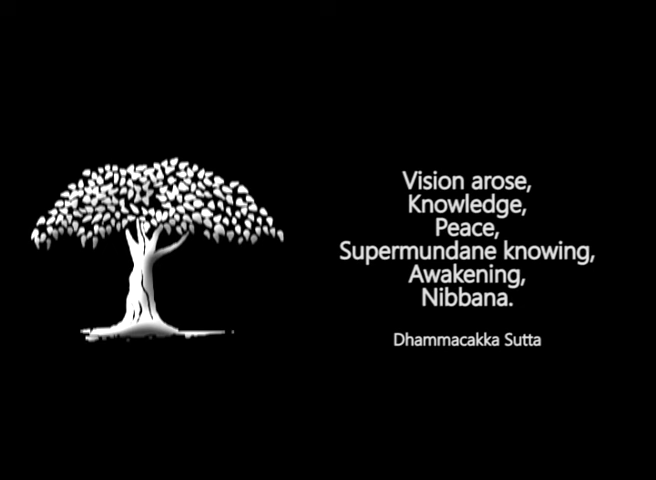 Vision arose,
Knowledge,
Peace,
Supermundane knowing,
Awakening,
Nibbana.
Dhammacakka Sutta